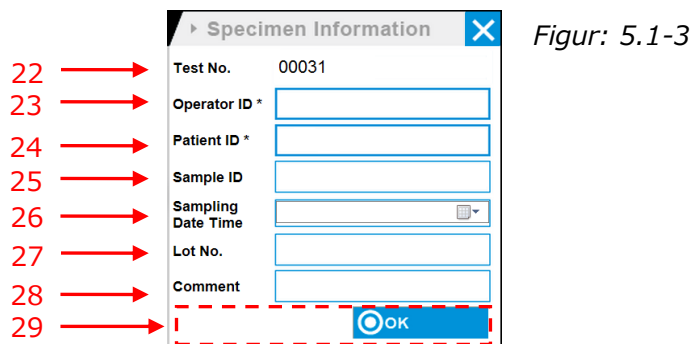 Specimen Information
Figur: 5.1-3
22 Test No. 00031
23 Operator ID *
24 Patient ID *
25 Sample ID
26 Sampling
Date Time
27 Lot No.
28 Comment
29 OK